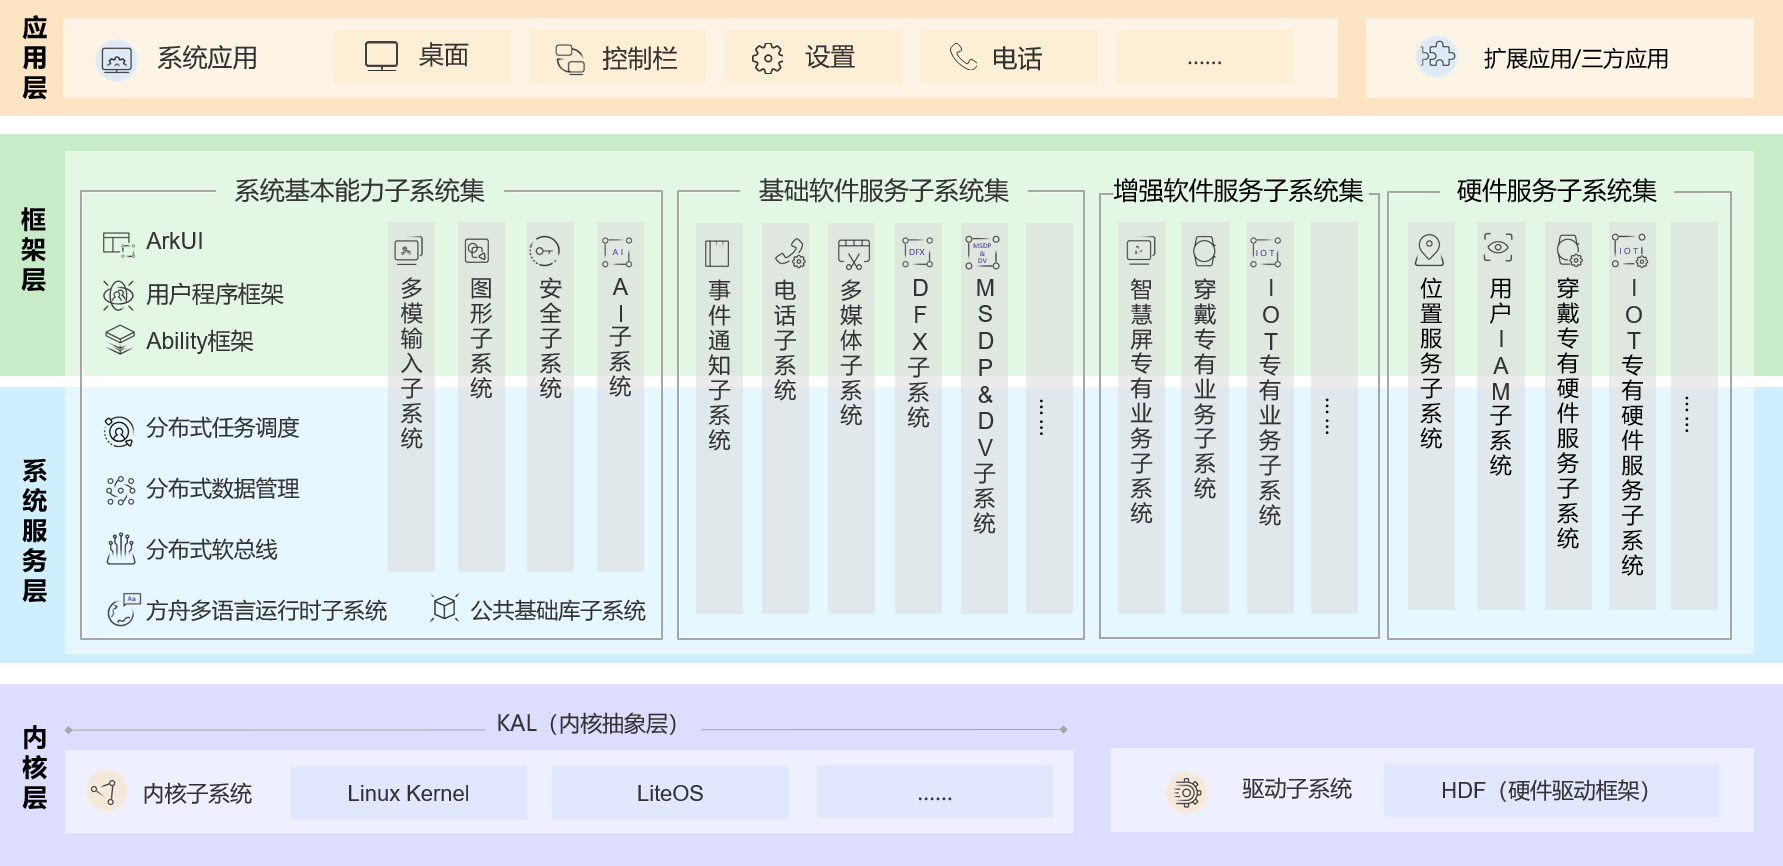 应用层
系统应用
桌面
控制栏
设置
电话
......
扩展应用/三方应用
框架层
系统服务层
系统基本能力子系统集
ArkUI
用户程序框架
Ability框架
分布式任务调度
分布式数据管理
分布式软总线
Aa
方舟多语言运行时子系统
公共基础库子系统
多模输入子系统
图形子系统
安全子系统
AI
AI子系统
基础软件服务子系统集
事件通知子系统
电话子系统
多媒体子系统
DFX
DFX子系统
MSDP
&
DV
MSDP&DV子系统
......
增强软件服务子系统集
智慧屏专有业务子系统
穿戴专有业务子系统
IOT
IOT专有业务子系统
......
硬件服务子系统集
位置服务子系统
用户IAM子系统
穿戴专有硬件服务子系统
IOT
IOT专有硬件服务子系统
......
内核层
KAL（内核抽象层）
内核子系统
Linux Kernel
LiteOS
......
驱动子系统
HDF（硬件驱动框架）